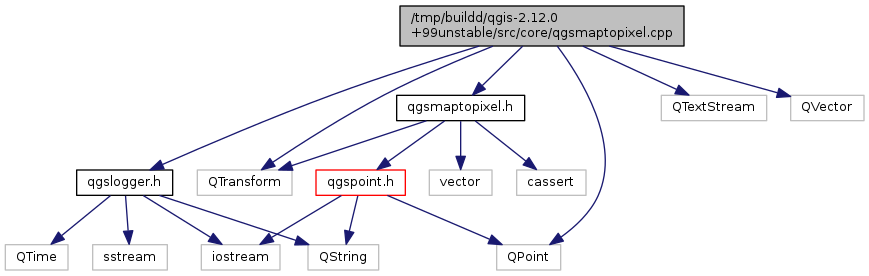 /tmp/buildd/qgis-2.12.0
+99unstable/src/core/qgsmaptopixel.cpp
qgsmaptopixel.h
QTextStream
QVector
qgslogger.h
QTransform
qgspoint.h
vector
cassert
QTime
sstream
iostream
QString
QPoint